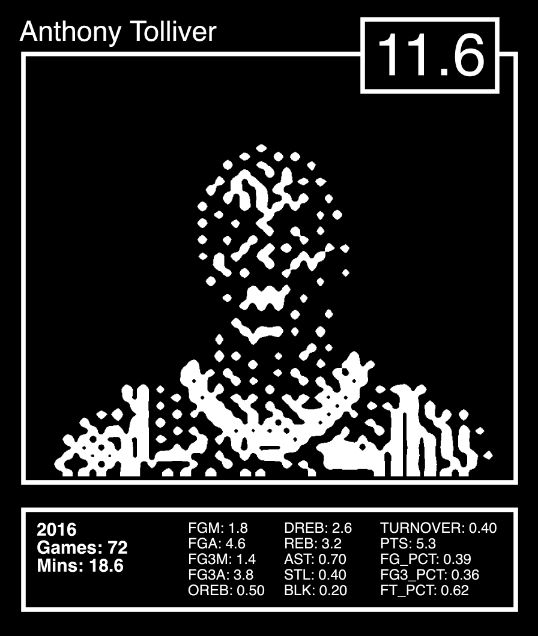 Anthony Tolliver
11.6
2016
Games: 72
Mins: 18.6
FGM: 1.8
FGA: 4.6
FG3M: 1.4
FG3A: 3.8
OREB: 0.50
DREB: 2.6
REB: 3.2
AST: 0.70
STL: 0.40
BLK: 0.20
TURNOVER: 0.40
PTS: 5.3
FG_PCT: 0.39
FG3_PCT: 0.36
FT_PCT: 0.62